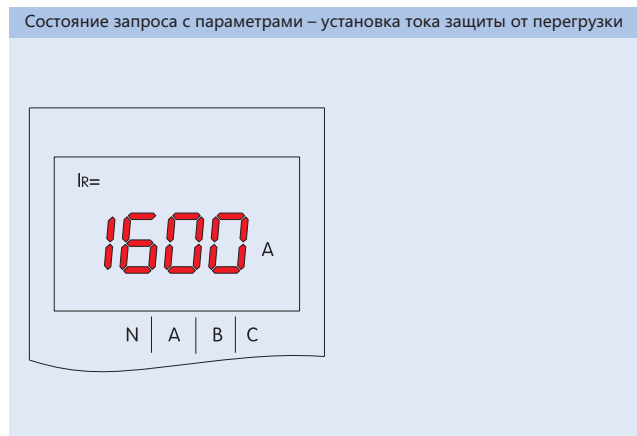 Состояние запроса с параметрами – установка тока защиты от перегрузки
IR=
1600 A
N | A | B | C